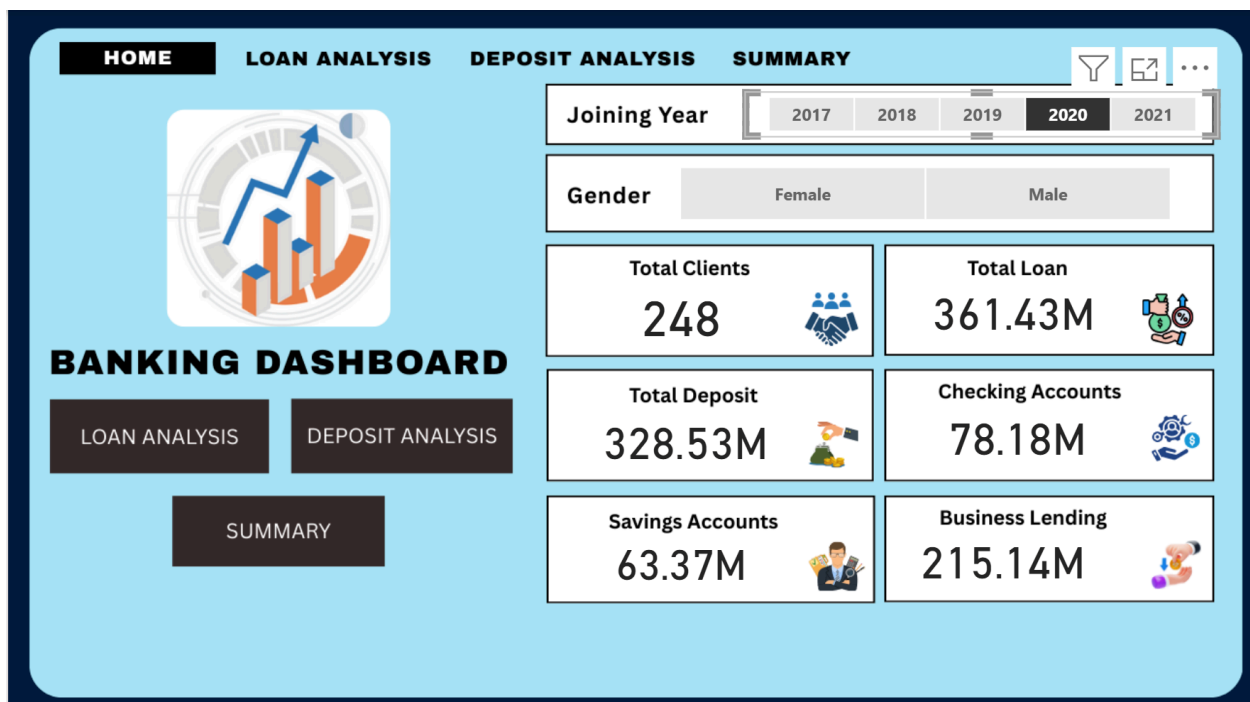 HOME LOAN ANALYSIS DEPOSIT ANALYSIS SUMMARY
Joining Year 2017 2018 2019 2020 2021
Gender Female Male
Total Clients
248
Total Loan
361.43M
BANKING DASHBOARD
LOAN ANALYSIS
DEPOSIT ANALYSIS
SUMMARY
Total Deposit
328.53M
Checking Accounts
78.18M
Savings Accounts
63.37M
Business Lending
215.14M